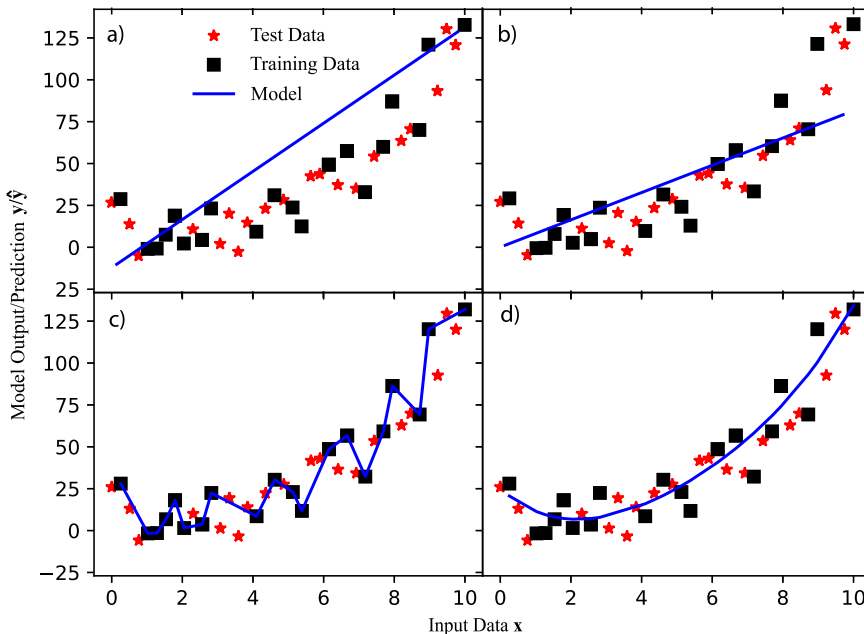 a)
Test Data
Training Data
Model
b)
125
100
75
50
25
0
25
c)
d)
125
100
75
50
25
0
−25
0 2 4 6 8 10
0 2 4 6 8 10
Model Output/Prediction y/ŷ
Input Data x